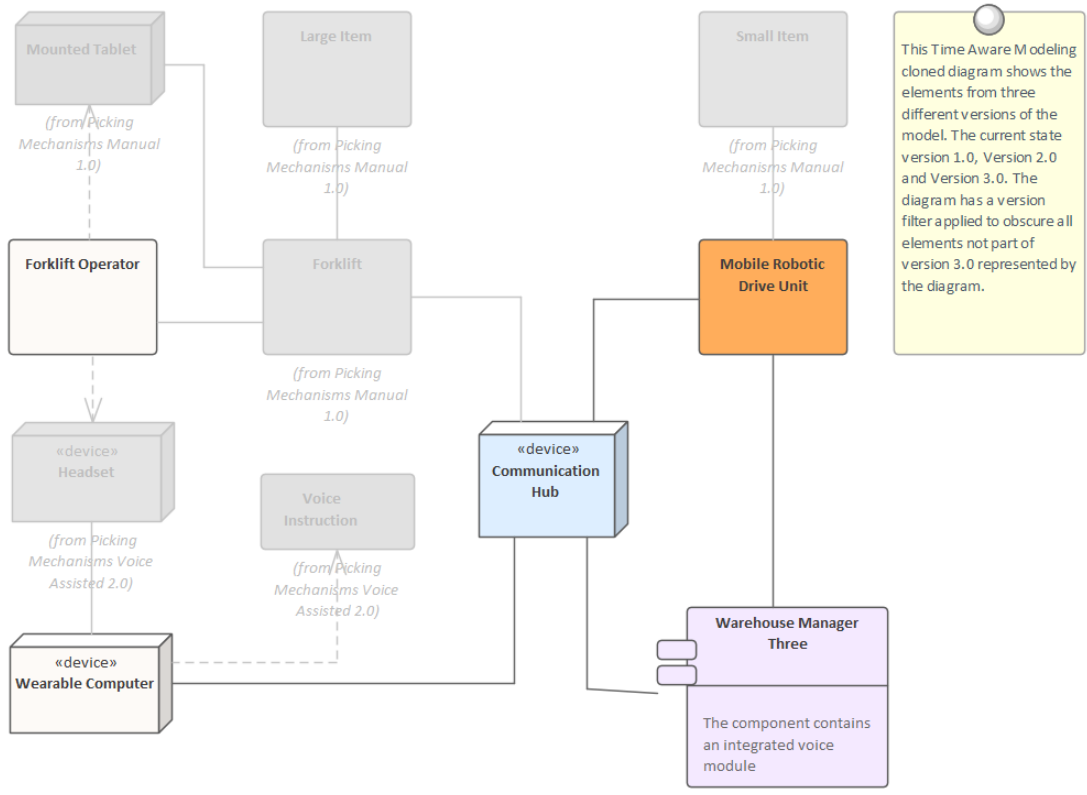 Mounted Tablet
(from Picking
Mechanisms Manual
1.0)
Large Item
(from Picking
Mechanisms Manual
1.0)
Small Item
(from Picking
Mechanisms Manual
1.0)
This Time Aware Modeling
cloned diagram shows the
elements from three
different versions of the
model. The current state
version 1.0, Version 2.0
and Version 3.0. The
diagram has a version
filter applied to obscure all
elements not part of
version 3.0 represented by
the diagram.
Forklift Operator
Forklift
(from Picking
Mechanisms Manual
1.0)
Mobile Robotic
Drive Unit
«device»
Headset
(from Picking
Mechanisms Voice
Assisted 2.0)
Voice
Instruction
(from Picking
Mechanisms Voice
Assisted 2.0)
«device»
Communication
Hub
«device»
Wearable Computer
Warehouse Manager
Three
The component contains
an integrated voice
module